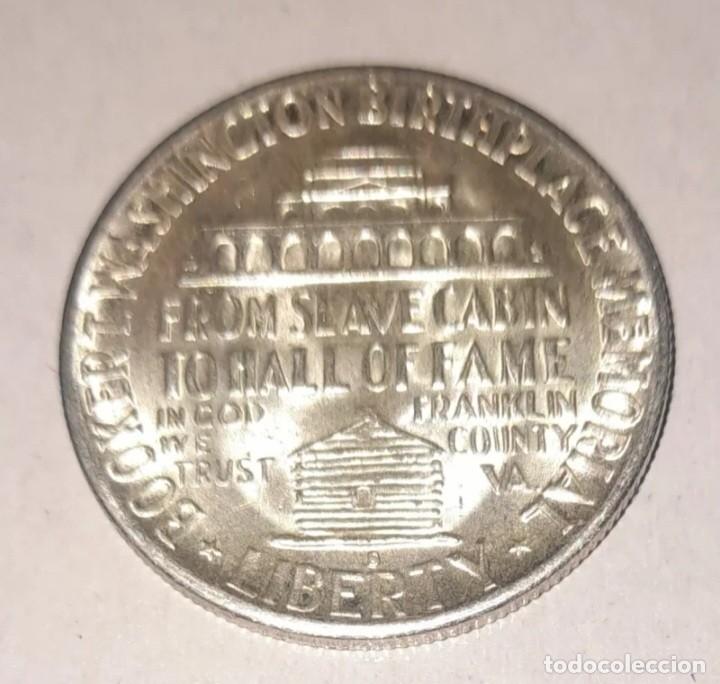 BOOKER T. WASHINGTON BIRTHPLACE MEMORIAL
FROM SLAVE CABIN
TO HALL OF FAME
IN GOD
WE
TRUST
FRANKLIN
COUNTY
VA.
LIBERTY
todocoleccion